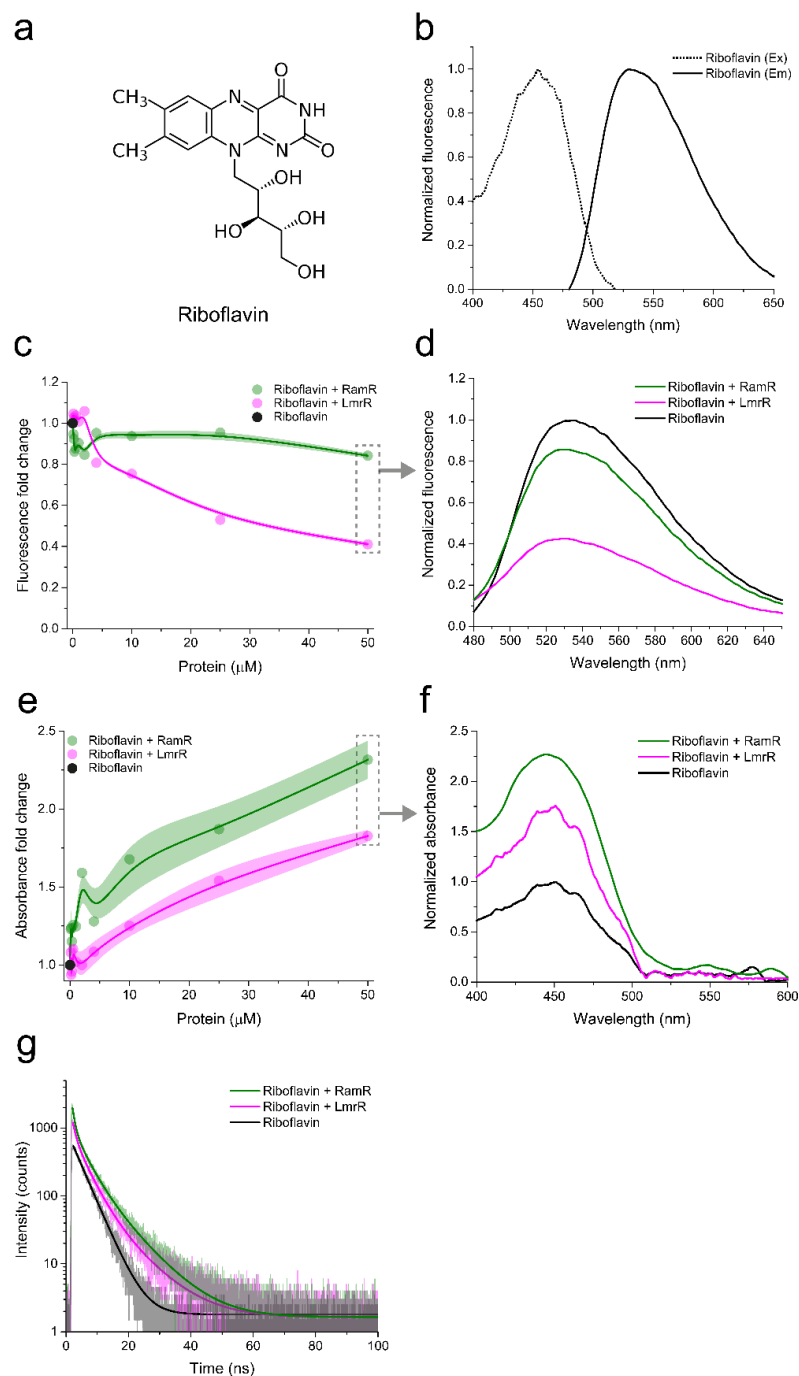 a
CH₃
CH₃
N
N
N
N
O
O
NH
OH
HO
OH
OH
Riboflavin
b
Riboflavin (Ex)
Riboflavin (Em)
Normalized fluorescence
1.0
0.8
0.6
0.4
0.2
0.0
400 450 500 550 600 650
Wavelength (nm)
c
Riboflavin + RamR
Riboflavin + LmrR
Riboflavin
Fluorescence fold change
1.2
1.0
0.8
0.6
0.4
0.2
0.0
0 10 20 30 40 50
Protein (μM)
d
Riboflavin + RamR
Riboflavin + LmrR
Riboflavin
Normalized fluorescence
1.2
1.0
0.8
0.6
0.4
0.2
0.0
480 500 520 540 560 580 600 620 640
Wavelength (nm)
e
Riboflavin + RamR
Riboflavin + LmrR
Riboflavin
Absorbance fold change
2.5
2.0
1.5
1.0
0 10 20 30 40 50
Protein (μM)
f
Riboflavin + RamR
Riboflavin + LmrR
Riboflavin
Normalized absorbance
2.5
2.0
1.5
1.0
0.5
0.0
400 450 500 550 600
Wavelength (nm)
g
Riboflavin + RamR
Riboflavin + LmrR
Riboflavin
Intensity (counts)
1000
100
10
1
0 20 40 60 80 100
Time (ns)